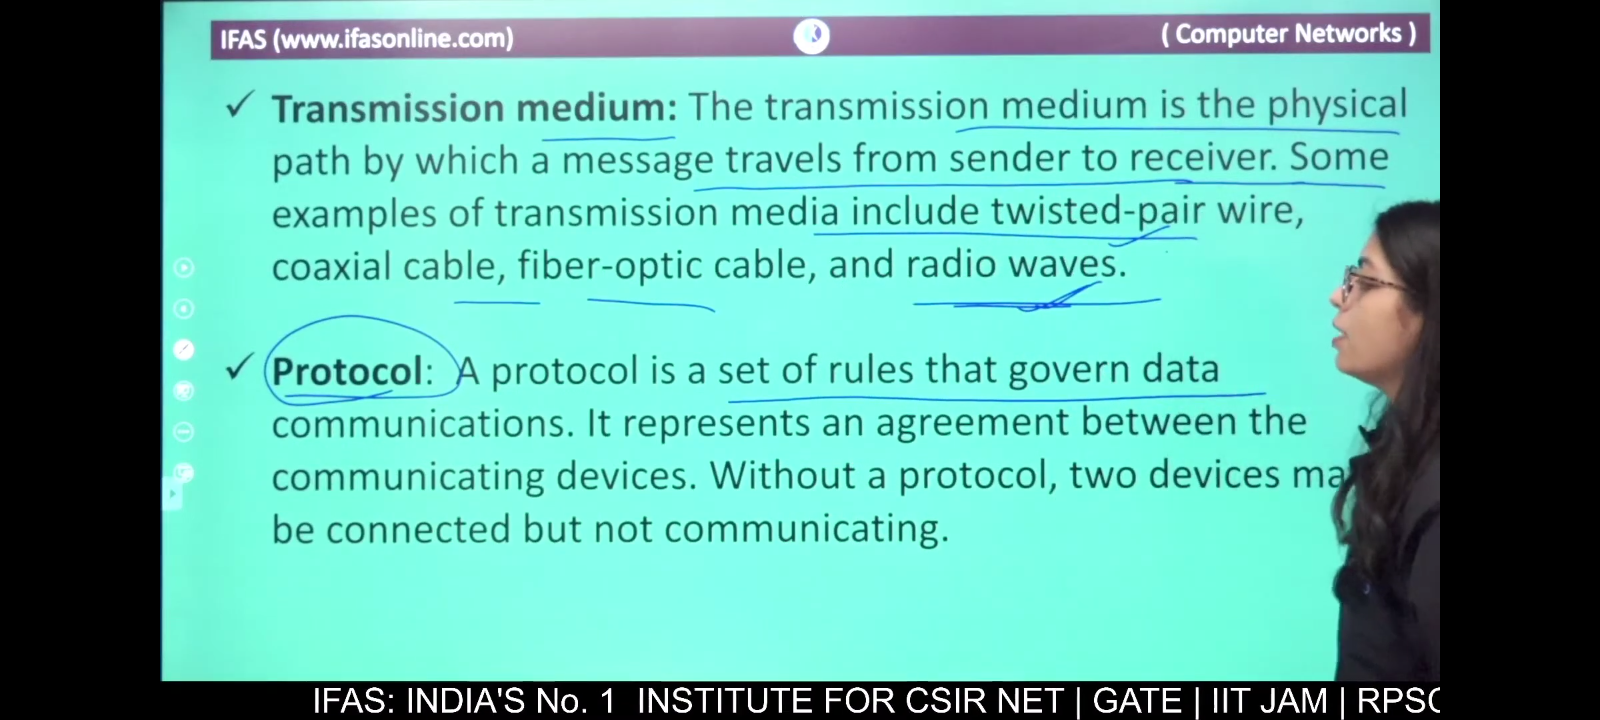 IFAS (www.ifasonline.com) ( Computer Networks )
✓ Transmission medium: The transmission medium is the physical
path by which a message travels from sender to receiver. Some
examples of transmission media include twisted-pair wire,
coaxial cable, fiber-optic cable, and radio waves.
✓ Protocol: A protocol is a set of rules that govern data
communications. It represents an agreement between the
communicating devices. Without a protocol, two devices ma
be connected but not communicating.
IFAS: INDIA'S No. 1 INSTITUTE FOR CSIR NET | GATE | IIT JAM | RPSC